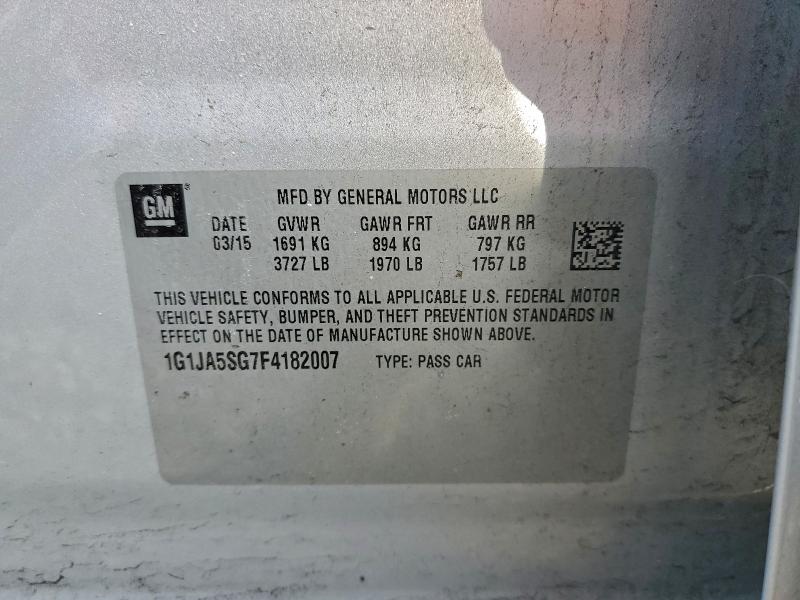 GM®
MFD BY GENERAL MOTORS LLC
DATE GVWR GAWR FRT GAWR RR
03/15 1691 KG 894 KG 797 KG
3727 LB 1970 LB 1757 LB
THIS VEHICLE CONFORMS TO ALL APPLICABLE U.S. FEDERAL MOTOR
VEHICLE SAFETY, BUMPER, AND THEFT PREVENTION STANDARDS IN
EFFECT ON THE DATE OF MANUFACTURE SHOWN ABOVE.
1G1JA5SG7F4182007 TYPE: PASS CAR